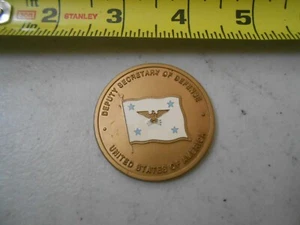 2 STANLEY 3 4 5
DEPUTY SECRETARY OF DEFENSE
UNITED STATES OF AMERICA